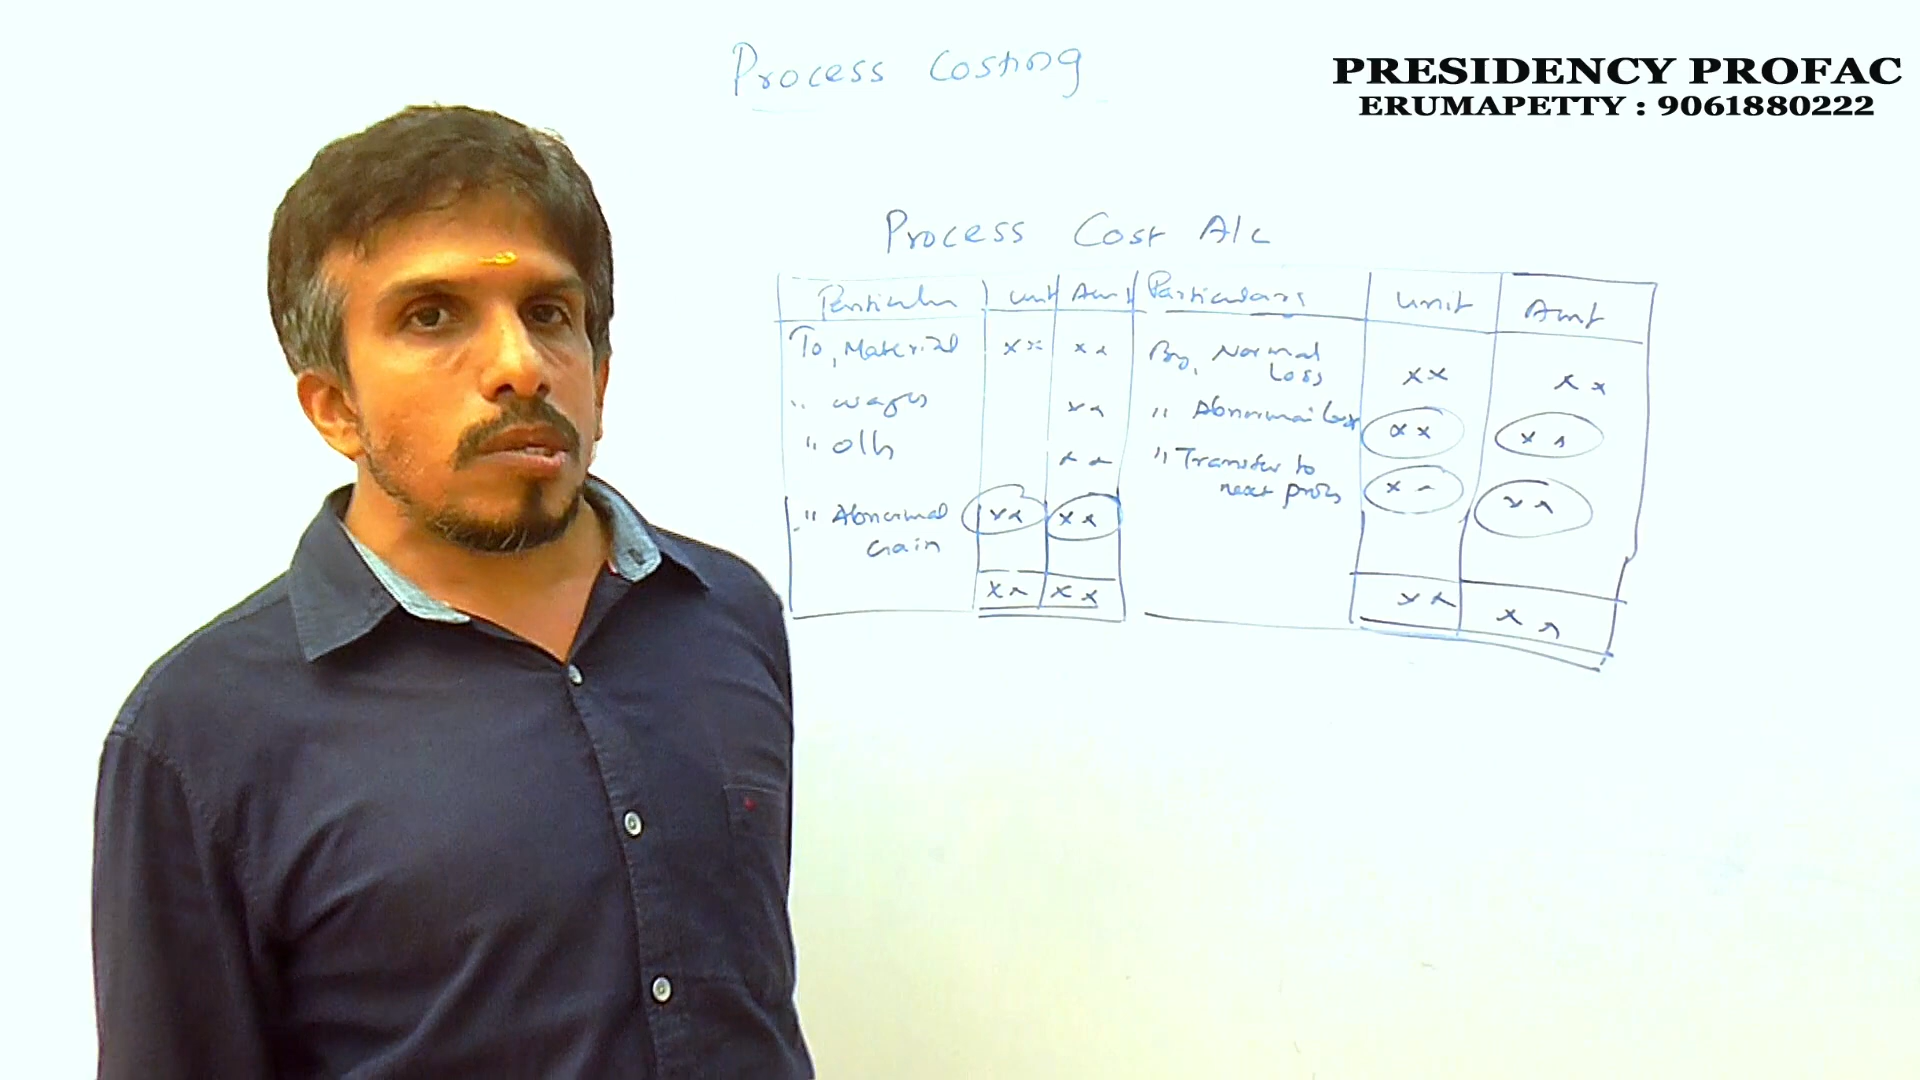 Process Costing
PRESIDENCY PROFAC
ERUMAPETTY : 9061880222
Process Cost A/c
Particular unit Amt Particulars unit Amt
To, Material xx xx By, Normal Loss xx xx
" wages xx " Abnormal loss xx xx
" o/h xx " Transfer to next process xx xx
" Abnormal Gain xx xx
xx xx xx xx